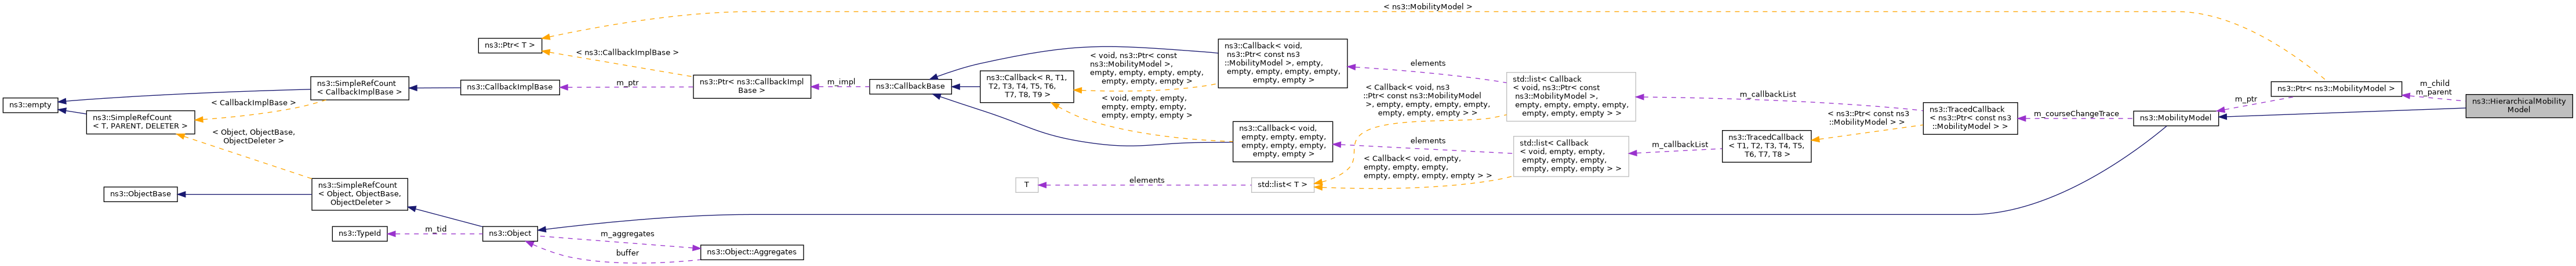 < ns3::MobilityModel >
ns3::Ptr< T >
< ns3::CallbackImplBase >
ns3::SimpleRefCount
< CallbackImplBase >
ns3::CallbackImplBase
m_ptr
ns3::Ptr< ns3::CallbackImpl
Base >
m_impl
ns3::CallbackBase
ns3::Callback< R, T1,
T2, T3, T4, T5, T6,
T7, T8, T9 >
< void, ns3::Ptr< const
ns3::MobilityModel >,
empty, empty, empty, empty,
empty, empty, empty >
ns3::Callback< void,
ns3::Ptr< const ns3
::MobilityModel >, empty,
empty, empty, empty, empty,
empty, empty >
elements
std::list< Callback
< void, ns3::Ptr< const
ns3::MobilityModel >,
empty, empty, empty, empty,
empty, empty, empty > >
m_callbackList
ns3::TracedCallback
< ns3::Ptr< const ns3
::MobilityModel > >
m_courseChangeTrace
ns3::MobilityModel
m_ptr
ns3::Ptr< ns3::MobilityModel >
m_child
m_parent
ns3::HierarchicalMobility
Model
ns3::empty
ns3::SimpleRefCount
< T, PARENT, DELETER >
< CallbackImplBase >
< Object, ObjectBase,
ObjectDeleter >
< void, empty, empty,
empty, empty, empty,
empty, empty, empty >
ns3::Callback< void,
empty, empty, empty,
empty, empty, empty,
empty, empty >
elements
< Callback< void, ns3
::Ptr< const ns3::MobilityModel
>, empty, empty, empty,
empty, empty, empty, empty > >
std::list< Callback
< void, empty, empty,
empty, empty, empty,
empty, empty, empty > >
m_callbackList
ns3::TracedCallback
< T1, T2, T3, T4, T5,
T6, T7, T8 >
< ns3::Ptr< const ns3
::MobilityModel > >
< Callback< void, empty,
empty, empty, empty,
empty, empty, empty, empty > >
std::list< T >
elements
T
ns3::ObjectBase
ns3::SimpleRefCount
< Object, ObjectBase,
ObjectDeleter >
ns3::TypeId
m_tid
ns3::Object
m_aggregates
buffer
ns3::Object::Aggregates